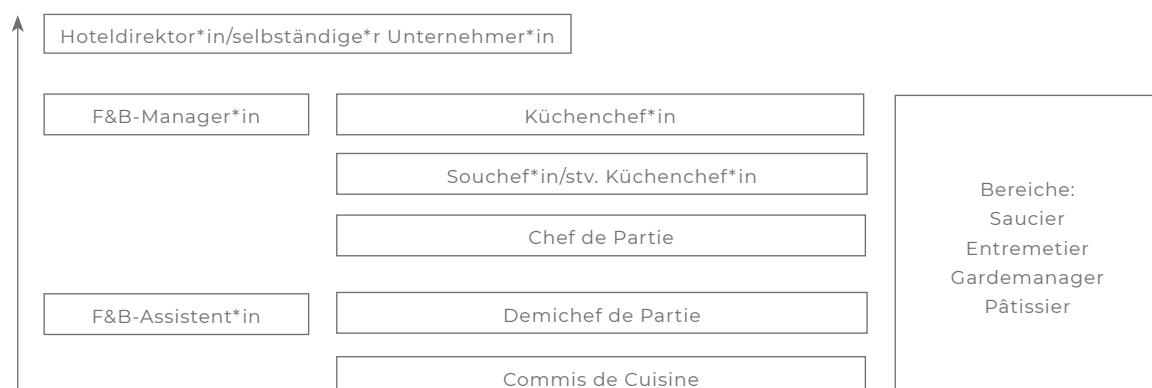 Hoteldirektor*in/selbständige*r Unternehmer*in
F&B-Manager*in
Küchenchef*in
Souchef*in/stv. Küchenchef*in
Chef de Partie
F&B-Assistent*in
Demichef de Partie
Commis de Cuisine
Bereiche:
Saucier
Entremetier
Gardemanager
Pâtissier